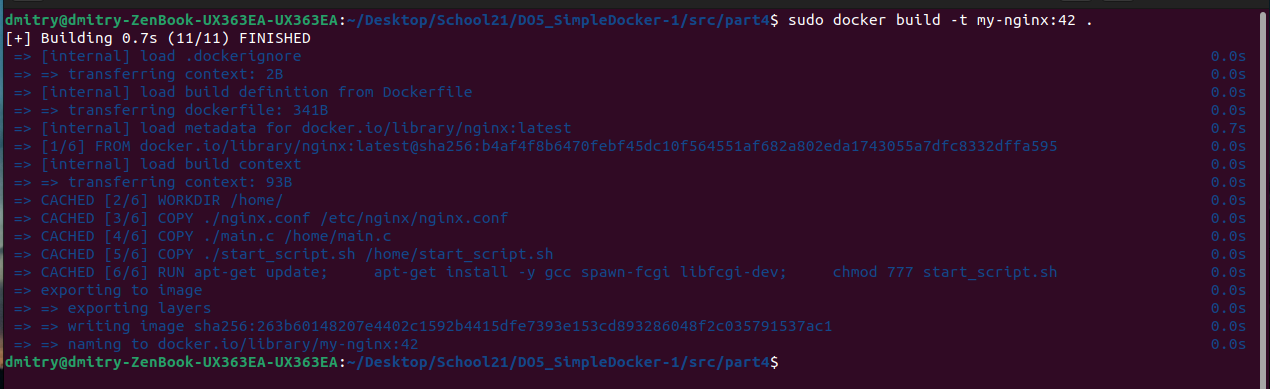 dmitry@dmitry-ZenBook-UX363EA-UX363EA:~/Desktop/School21/DO5_SimpleDocker-1/src/part4$ sudo docker build -t my-nginx:42 .
[+] Building 0.7s (11/11) FINISHED
=> [internal] load .dockerignore 0.0s
=> => transferring context: 2B 0.0s
=> [internal] load build definition from Dockerfile 0.0s
=> => transferring dockerfile: 341B 0.0s
=> [internal] load metadata for docker.io/library/nginx:latest 0.7s
=> [1/6] FROM docker.io/library/nginx:latest@sha256:b4af4f8b6470febf45dc10f564551af682a802eda1743055a7dfc8332dffa595 0.0s
=> [internal] load build context 0.0s
=> => transferring context: 93B 0.0s
=> CACHED [2/6] WORKDIR /home/ 0.0s
=> CACHED [3/6] COPY ./nginx.conf /etc/nginx/nginx.conf 0.0s
=> CACHED [4/6] COPY ./main.c /home/main.c 0.0s
=> CACHED [5/6] COPY ./start_script.sh /home/start_script.sh 0.0s
=> CACHED [6/6] RUN apt-get update;     apt-get install -y gcc spawn-fcgi libfcgi-dev;     chmod 777 start_script.sh 0.0s
=> exporting to image 0.0s
=> => exporting layers 0.0s
=> => writing image sha256:263b60148207e4402c1592b4415dfe7393e153cd893286048f2c035791537ac1 0.0s
=> => naming to docker.io/library/my-nginx:42 0.0s
dmitry@dmitry-ZenBook-UX363EA-UX363EA:~/Desktop/School21/DO5_SimpleDocker-1/src/part4$